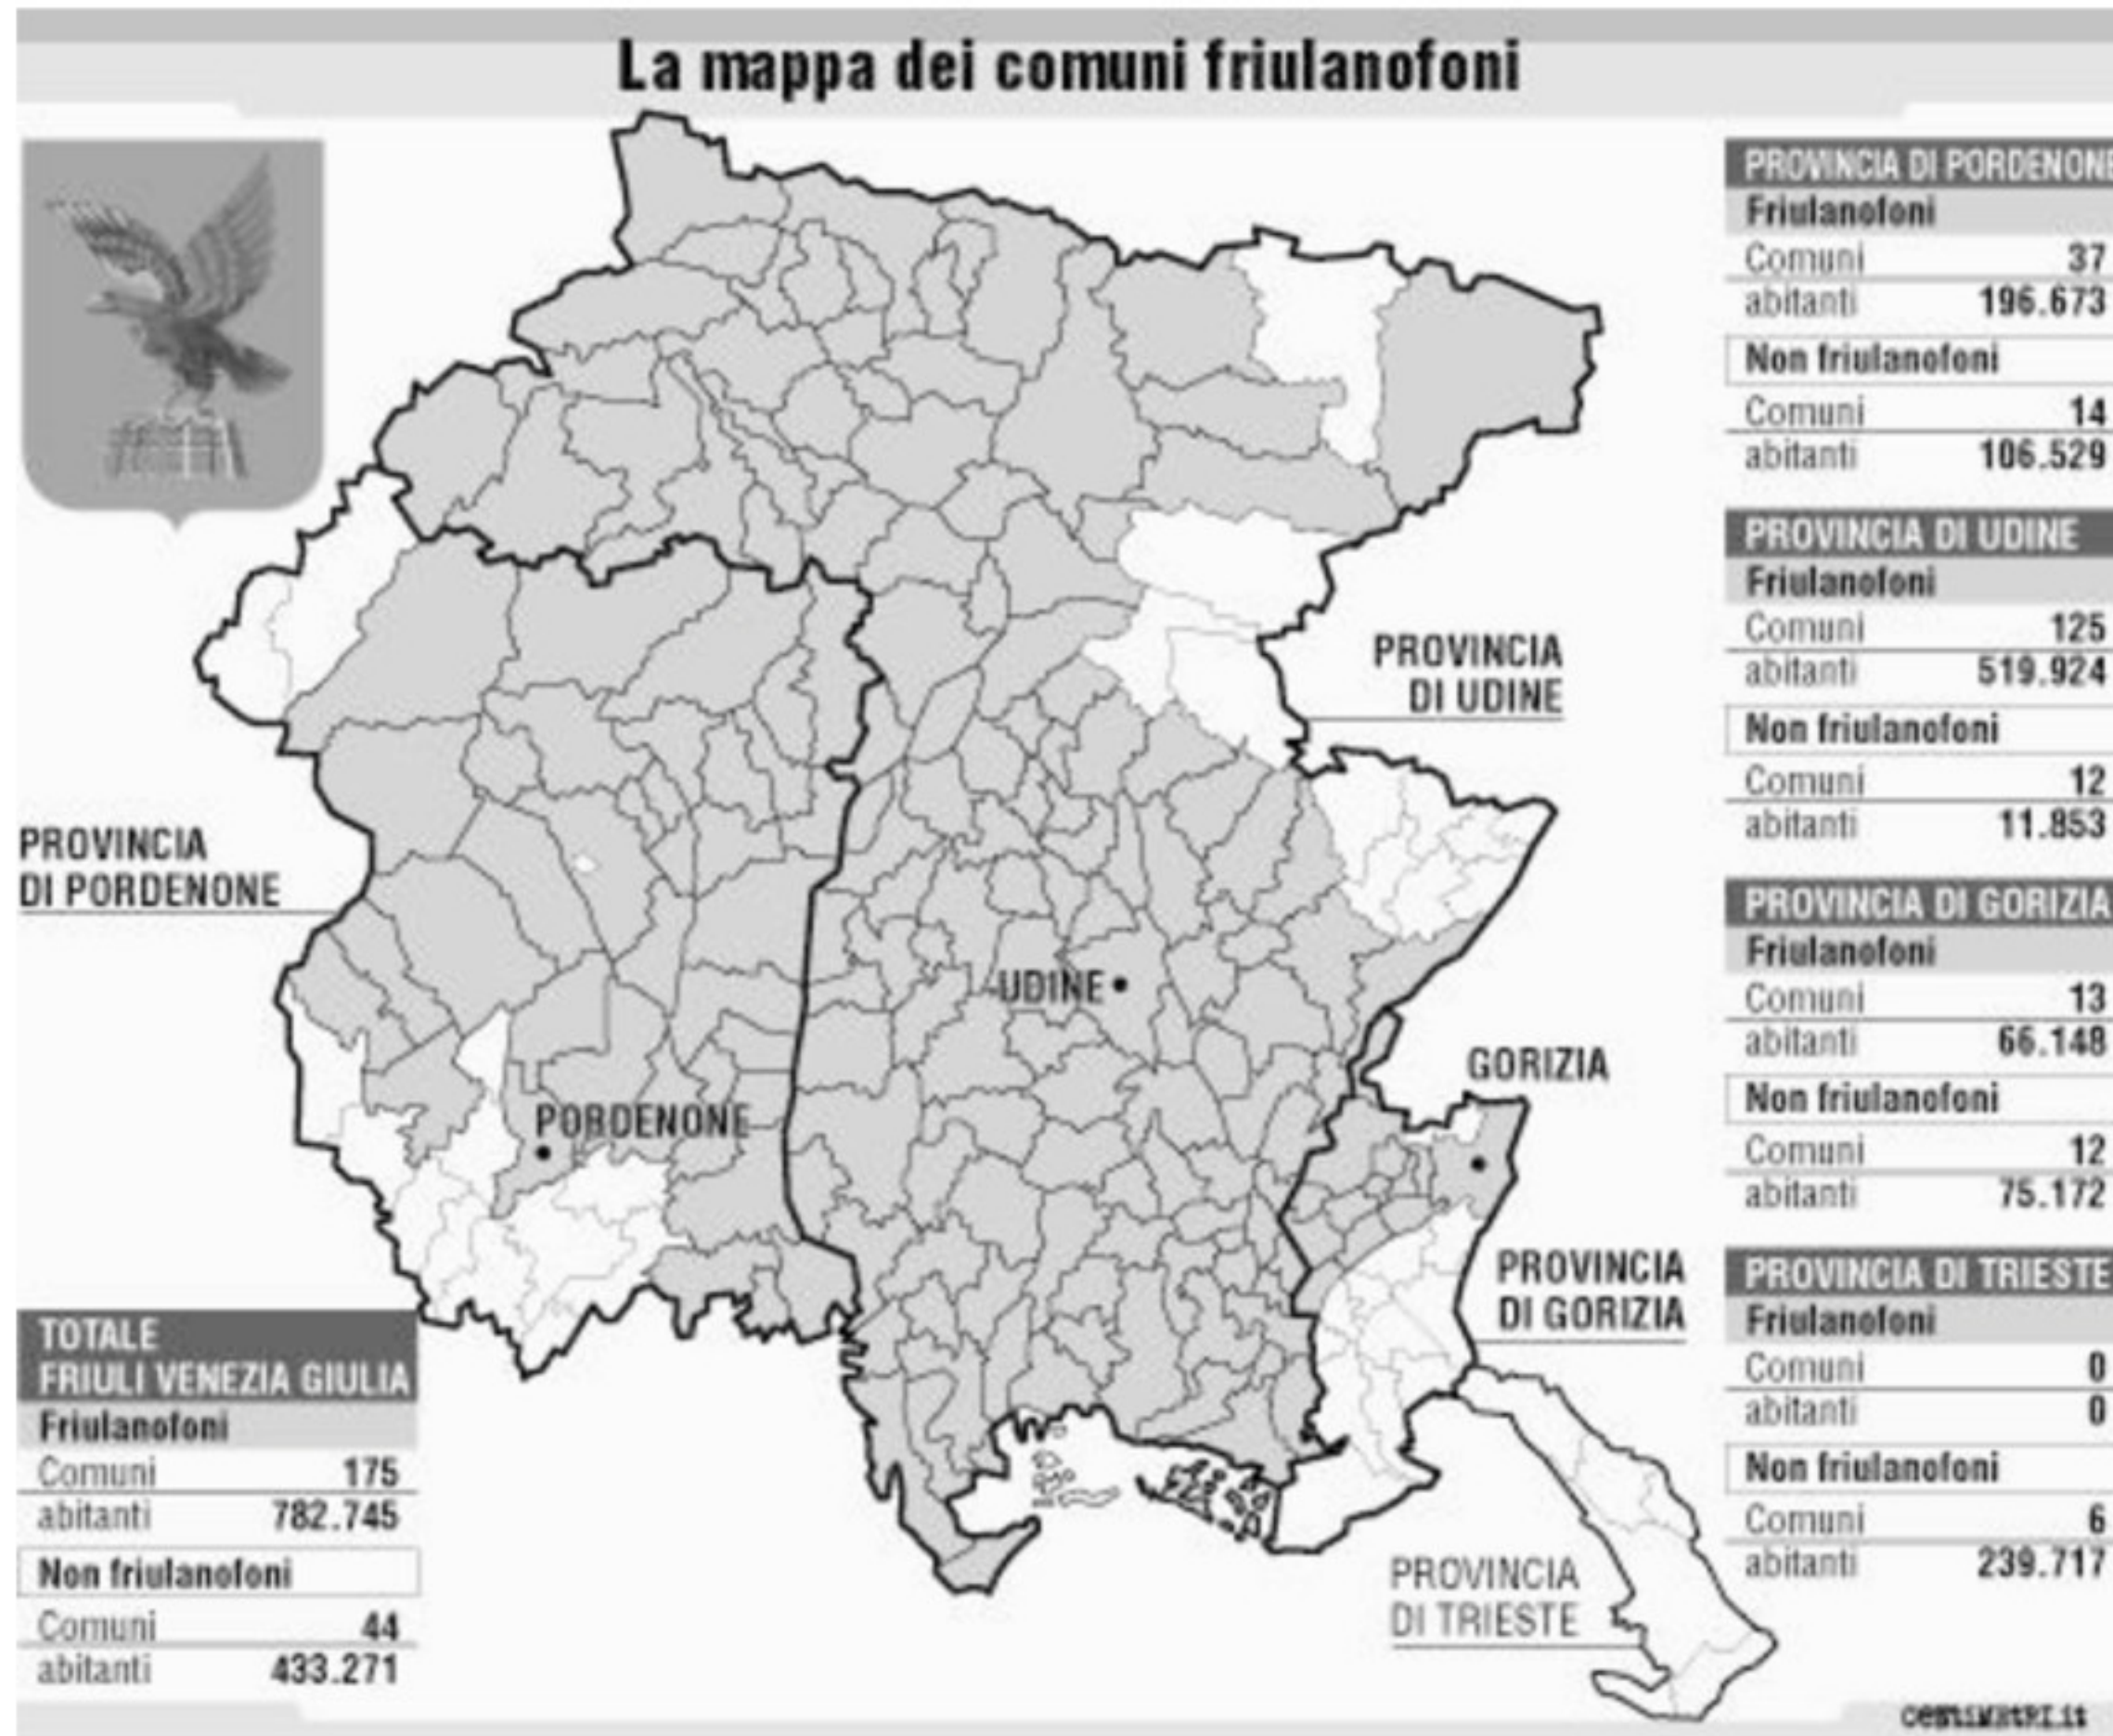 La mappa dei comuni friulanofoni
PROVINCIA DI PORDENONE
Friulanofoni
Comuni 37
abitanti 196.673
Non friulanofoni
Comuni 14
abitanti 106.529
PROVINCIA DI UDINE
Friulanofoni
Comuni 125
abitanti 519.924
Non friulanofoni
Comuni 12
abitanti 11.853
PROVINCIA DI GORIZIA
Friulanofoni
Comuni 13
abitanti 66.148
Non friulanofoni
Comuni 12
abitanti 75.172
PROVINCIA DI TRIESTE
Friulanofoni
Comuni 0
abitanti 0
Non friulanofoni
Comuni 6
abitanti 239.717
PROVINCIA
DI UDINE
PROVINCIA
DI PORDENONE
UDINE
GORIZIA
PORDENONE
PROVINCIA
DI GORIZIA
PROVINCIA
DI TRIESTE
TOTALE
FRIULI VENEZIA GIULIA
Friulanofoni
Comuni 175
abitanti 782.745
Non friulanofoni
Comuni 44
abitanti 433.271
CENTIMETRI.it